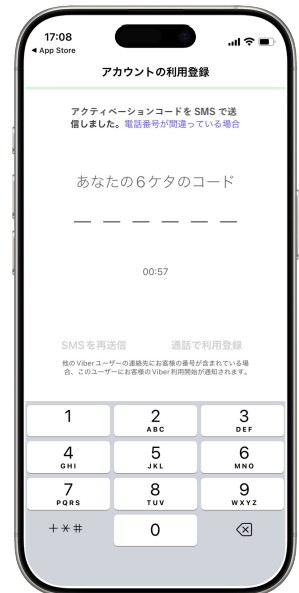 17:08
◀ App Store
アカウントの利用登録
アクティベーションコードを SMS で送
信しました。電話番号が間違っている場合
あなたの6ケタのコード
00:57
SMSを再送信 通話で利用登録
他の Viber ユーザーの連絡先にお客様の番号が含まれている場
合、このユーザーにお客様の Viber 利用開始が通知されます。
1 2 3
ABC DEF
4 5 6
GHI JKL MNO
7 8 9
PQRS TUV WXYZ
+*# 0